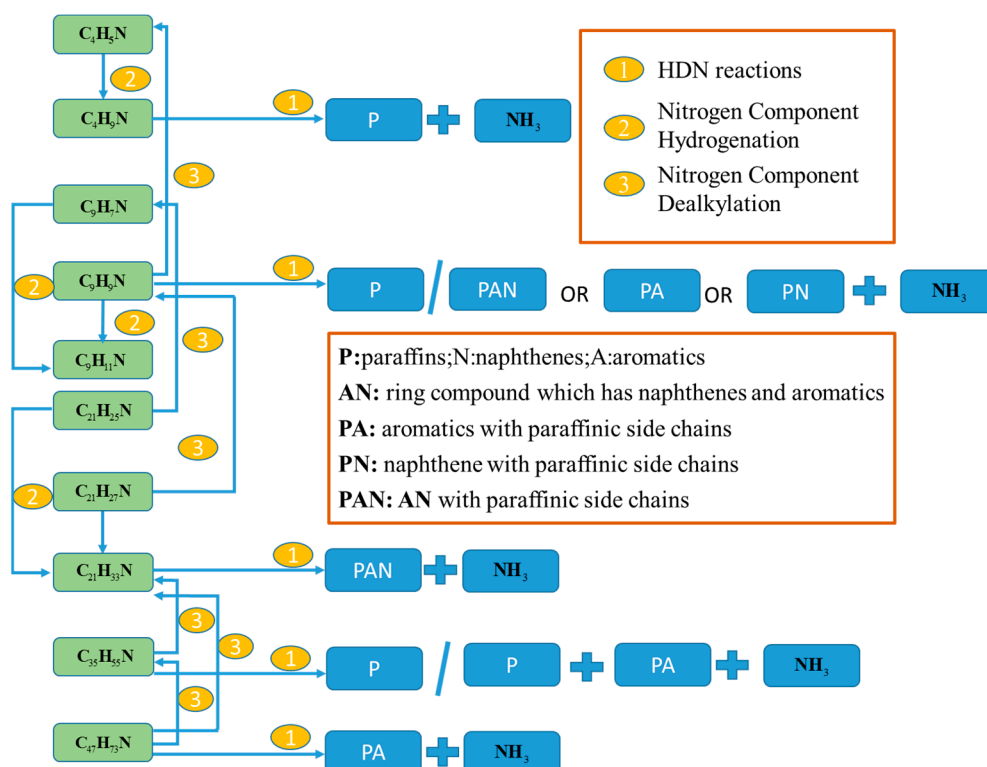 C₄H₅N
2
C₄H₉N
1
P
NH₃
1 HDN reactions
2 Nitrogen Component
Hydrogenation
3 Nitrogen Component
Dealkylation
3
C₉H₇N
2
C₉H₉N
1
P
PAN
OR
PA
OR
PN
NH₃
2
3
C₉H₁₁N
C₂₁H₂₅N
3
P:paraffins;N:naphthenes;A:aromatics
AN: ring compound which has naphthenes and aromatics
PA: aromatics with paraffinic side chains
PN: naphthene with paraffinic side chains
PAN: AN with paraffinic side chains
2
C₂₁H₂₇N
C₂₁H₃₃N
1
PAN
NH₃
3
3
C₃₅H₅₅N
1
P
/
P
PA
NH₃
3
C₄₇H₇₃N
1
PA
NH₃